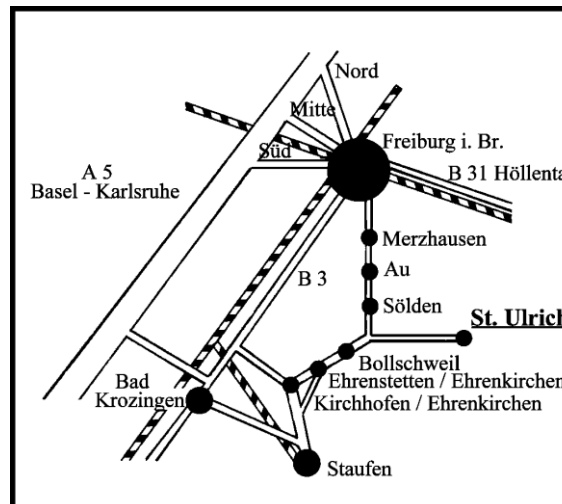 Nord
Mitte
Freiburg i. Br.
Süd
A 5
B 31 Höllenta
Basel - Karlsruhe
Merzhausen
B 3
Au
Sölden
St. Ulrich
Bollschweil
Bad
Ehrenstetten / Ehrenkirchen
Krozingen
Kirchhofen / Ehrenkirchen
Staufen